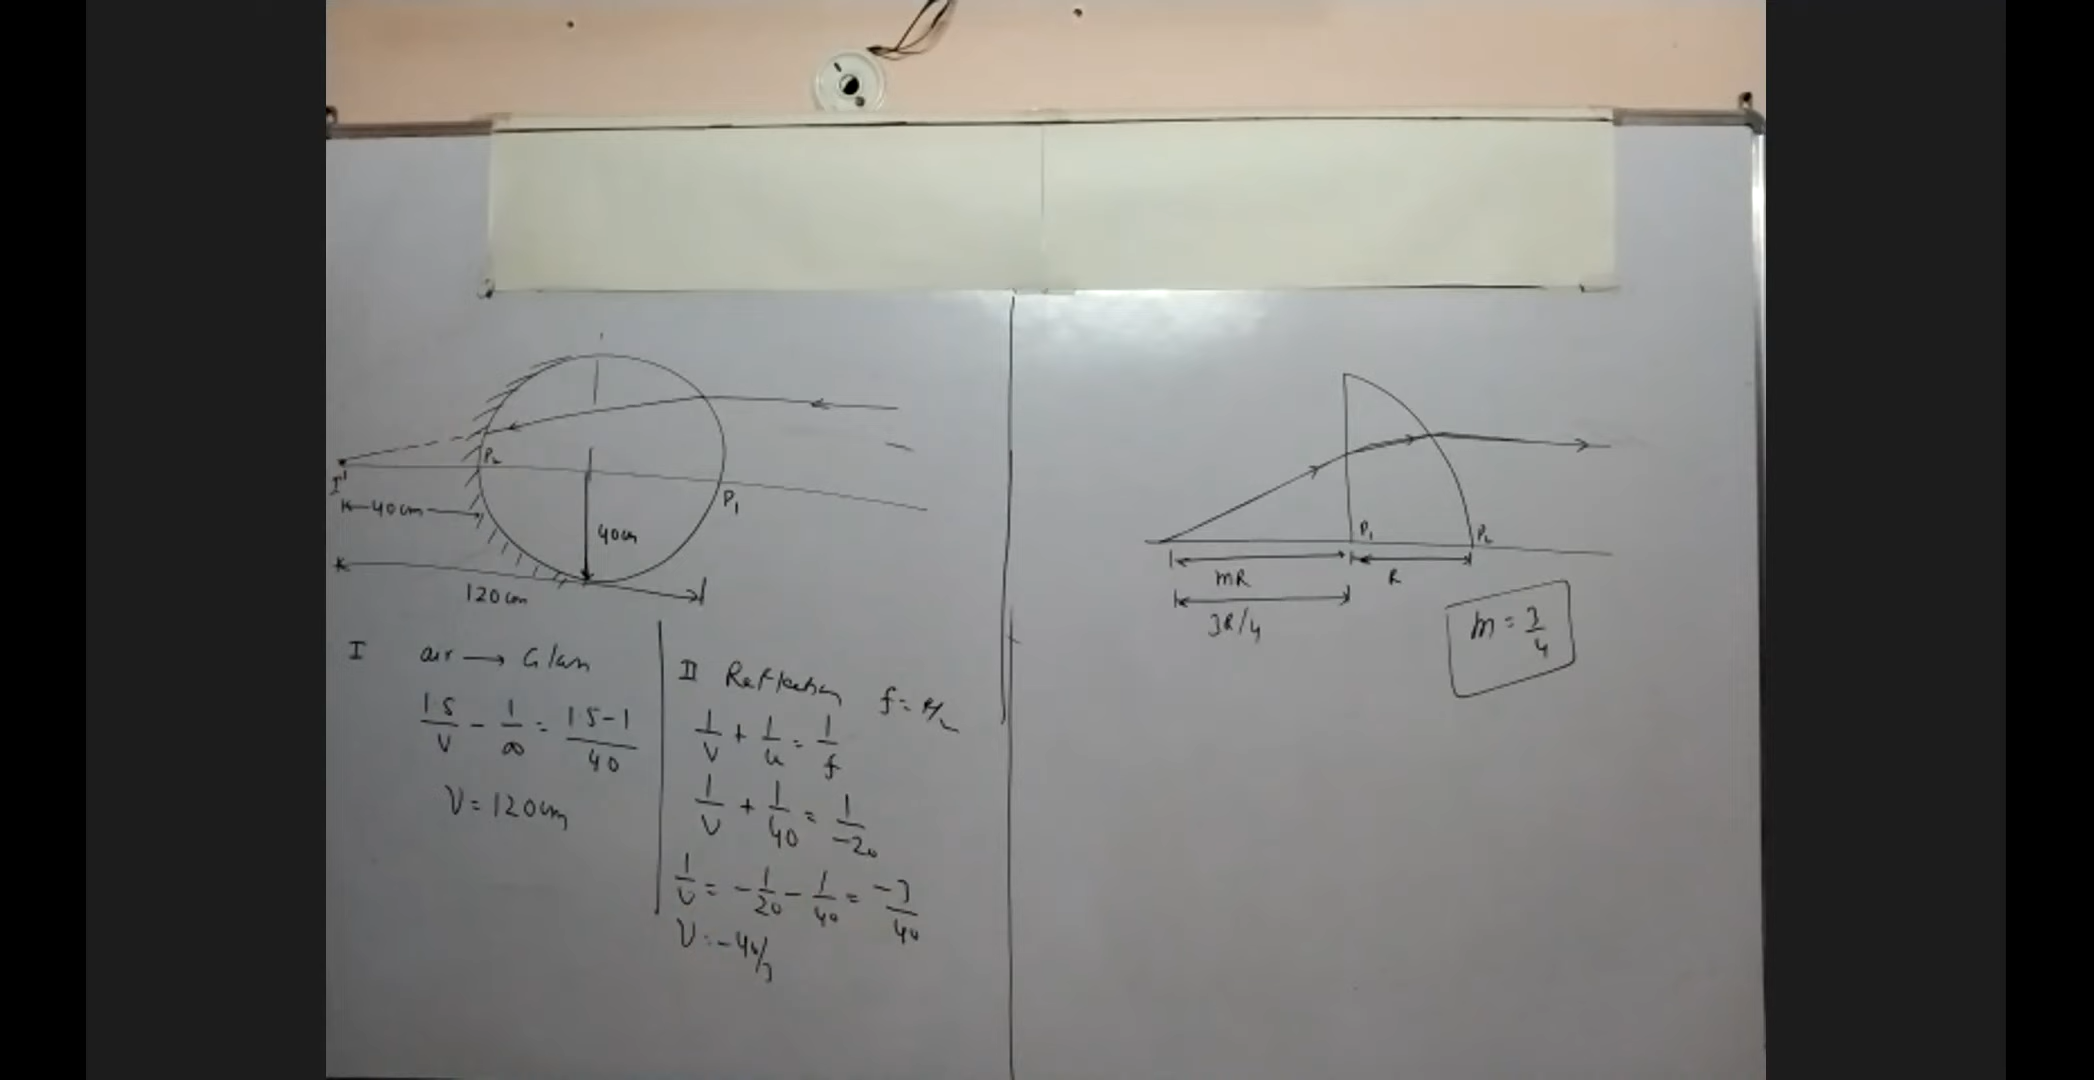 P2
I'
P1
40cm
40cm
120cm
I air → Glass
1.5/v - 1/∞ = 1.5-1/40
V = 120cm
II Reflection f = R/2
1/v + 1/u = 1/f
1/v + 1/40 = 1/-20
1/v = -1/20 - 1/40 = -3/40
V = -40/3
P1
P2
mR
R
3R/4
m = 3/4